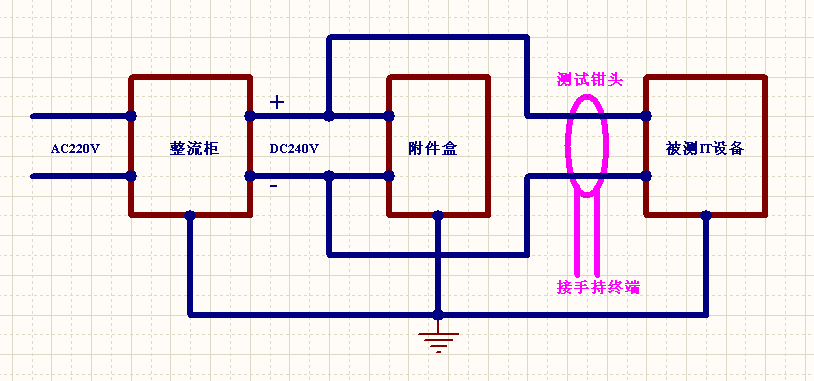 测试钳头
+
AC220V
整流柜
DC240V
附件盒
被测IT设备
-
接手持终端